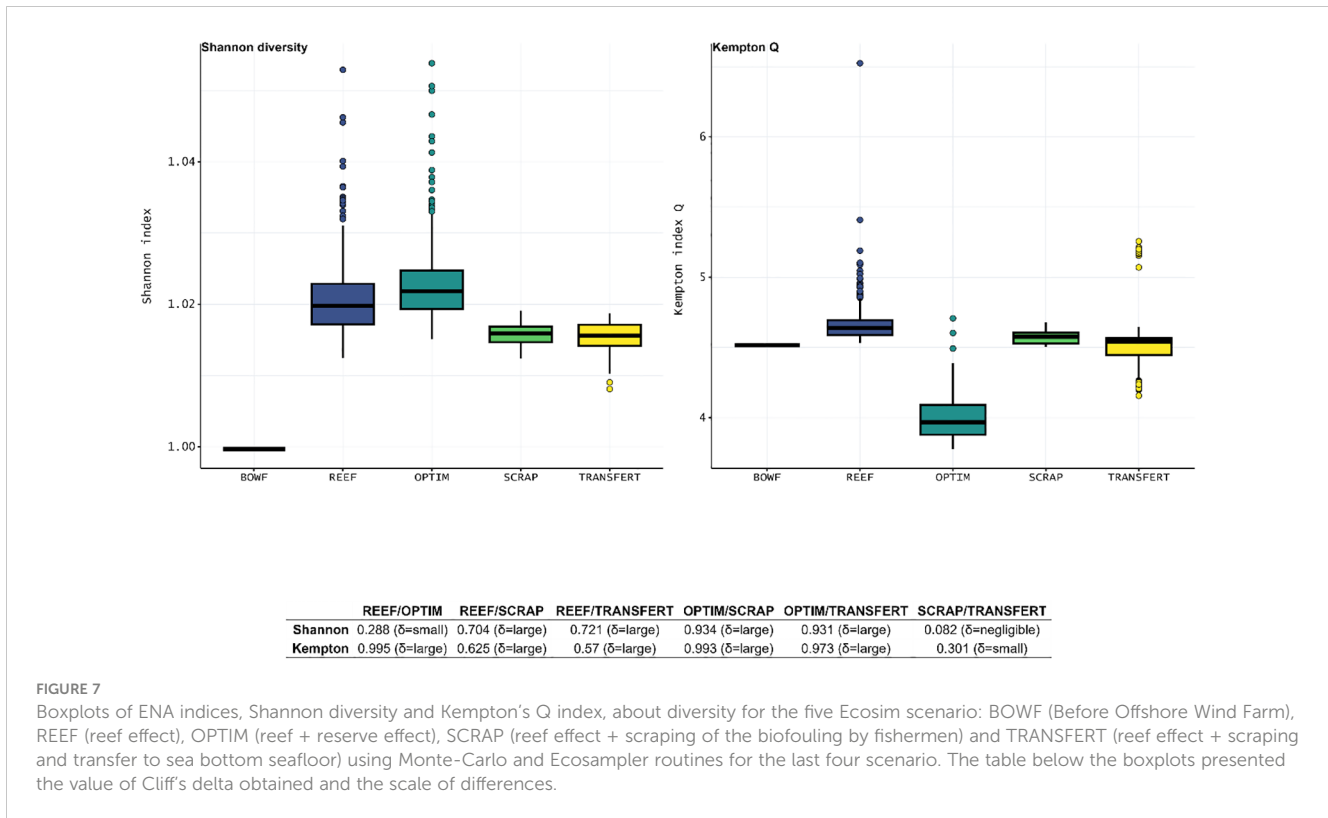 Shannon diversity
Shannon index
1.04
1.02
1.00
BOWF REEF OPTIM SCRAP TRANSFERT
Kempton Q
Kempton index Q
6
5
4
BOWF REEF OPTIM SCRAP TRANSFERT
REEF/OPTIM REEF/SCRAP REEF/TRANSFERT OPTIM/SCRAP OPTIM/TRANSFERT SCRAP/TRANSFERT
Shannon 0.288 (δ=small) 0.704 (δ=large) 0.721 (δ=large) 0.934 (δ=large) 0.931 (δ=large) 0.082 (δ=negligible)
Kempton 0.995 (δ=large) 0.625 (δ=large) 0.57 (δ=large) 0.993 (δ=large) 0.973 (δ=large) 0.301 (δ=small)
FIGURE 7
Boxplots of ENA indices, Shannon diversity and Kempton's Q index, about diversity for the five Ecosim scenario: BOWF (Before Offshore Wind Farm),
REEF (reef effect), OPTIM (reef + reserve effect), SCRAP (reef effect + scraping of the biofouling by fishermen) and TRANSFERT (reef effect + scraping
and transfer to sea bottom seafloor) using Monte-Carlo and Ecosampler routines for the last four scenario. The table below the boxplots presented
the value of Cliff's delta obtained and the scale of differences.